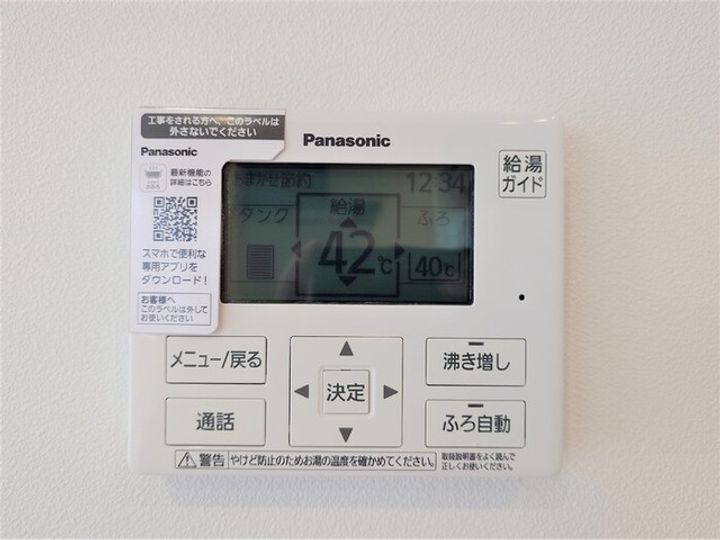 工事をされる方へ、このラベルは
外さないでください
Panasonic
最新機能の
詳細はこちら
スマホで便利な
専用アプリを
ダウンロード!
お客様へ
このラベルは外して
お使いください
Panasonic
給湯
ガイド
おまかせ節約
12:34
タンク
給湯
ふろ
42℃
40℃
メニュー/戻る
決定
沸き増し
通話
ふろ自動
警告 やけど防止のためお湯の温度を確かめてください。
取扱説明書をよく読んで
正しくお使いください。